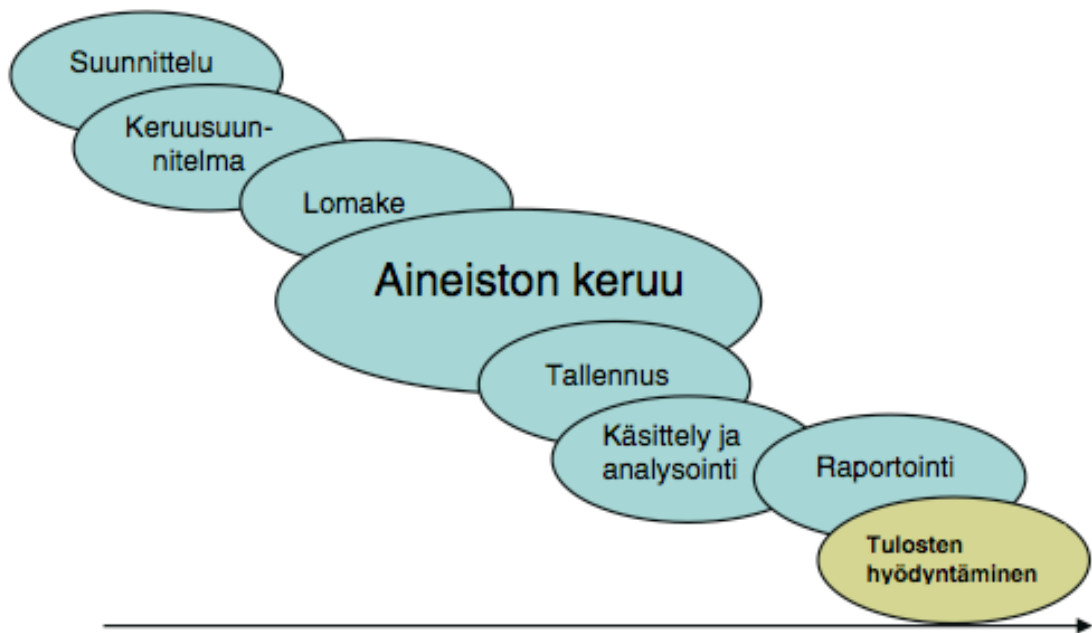 Suunnittelu
Keruusuun-
nitelma
Lomake
Aineiston keruu
Tallennus
Käsittely ja
analysointi
Raportointi
Tulosten
hyödyntäminen